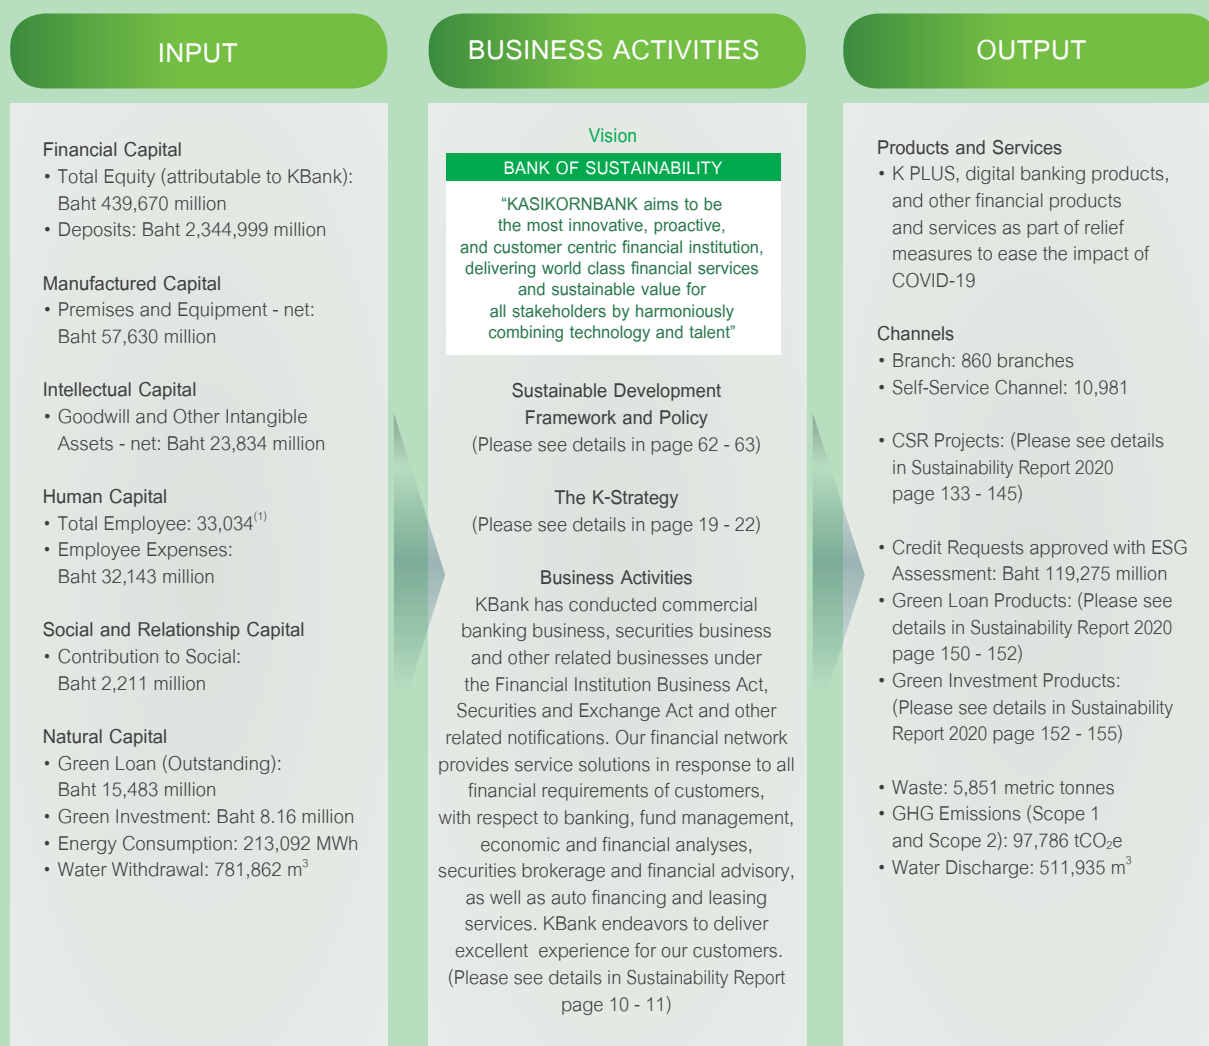 INPUT
Financial Capital
• Total Equity (attributable to KBank):
Baht 439,670 million
• Deposits: Baht 2,344,999 million
Manufactured Capital
• Premises and Equipment - net:
Baht 57,630 million
Intellectual Capital
• Goodwill and Other Intangible
Assets - net: Baht 23,834 million
Human Capital
• Total Employee: 33,034(1)
• Employee Expenses:
Baht 32,143 million
Social and Relationship Capital
• Contribution to Social:
Baht 2,211 million
Natural Capital
• Green Loan (Outstanding):
Baht 15,483 million
• Green Investment: Baht 8.16 million
• Energy Consumption: 213,092 MWh
• Water Withdrawal: 781,862 m³
BUSINESS ACTIVITIES
Vision
BANK OF SUSTAINABILITY
“KASIKORNBANK aims to be
the most innovative, proactive,
and customer centric financial institution,
delivering world class financial services
and sustainable value for
all stakeholders by harmoniously
combining technology and talent”
Sustainable Development
Framework and Policy
(Please see details in page 62 - 63)
The K-Strategy
(Please see details in page 19 - 22)
Business Activities
KBank has conducted commercial
banking business, securities business
and other related businesses under
the Financial Institution Business Act,
Securities and Exchange Act and other
related notifications. Our financial network
provides service solutions in response to all
financial requirements of customers,
with respect to banking, fund management,
economic and financial analyses,
securities brokerage and financial advisory,
as well as auto financing and leasing
services. KBank endeavors to deliver
excellent experience for our customers.
(Please see details in Sustainability Report
page 10 - 11)
OUTPUT
Products and Services
• K PLUS, digital banking products,
and other financial products
and services as part of relief
measures to ease the impact of
COVID-19
Channels
• Branch: 860 branches
• Self-Service Channel: 10,981
• CSR Projects: (Please see details
in Sustainability Report 2020
page 133 - 145)
• Credit Requests approved with ESG
Assessment: Baht 119,275 million
• Green Loan Products: (Please see
details in Sustainability Report 2020
page 150 - 152)
• Green Investment Products:
(Please see details in Sustainability
Report 2020 page 152 - 155)
• Waste: 5,851 metric tonnes
• GHG Emissions (Scope 1
and Scope 2): 97,786 tCO₂e
• Water Discharge: 511,935 m³